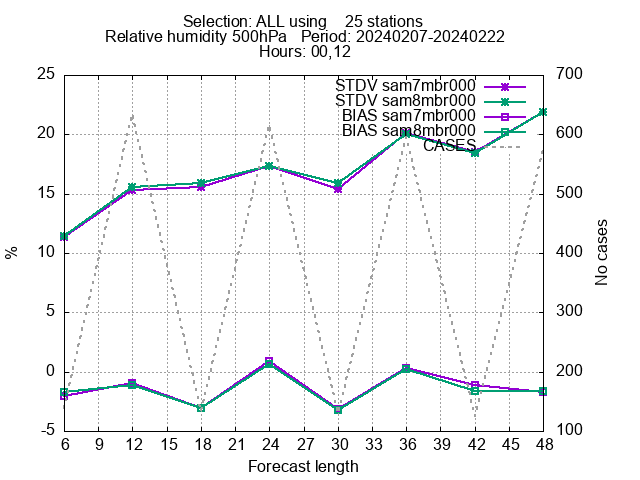 Selection: ALL using    25 stations
Relative humidity 500hPa   Period: 20240207-20240222
Hours: 00,12
STDV sam7mbr000
STDV sam8mbr000
BIAS sam7mbr000
BIAS sam8mbr000
CASES
25
20
15
10
5
0
-5
%
700
600
500
400
300
200
100
No cases
6 9 12 15 18 21 24 27 30 33 36 39 42 45 48
Forecast length